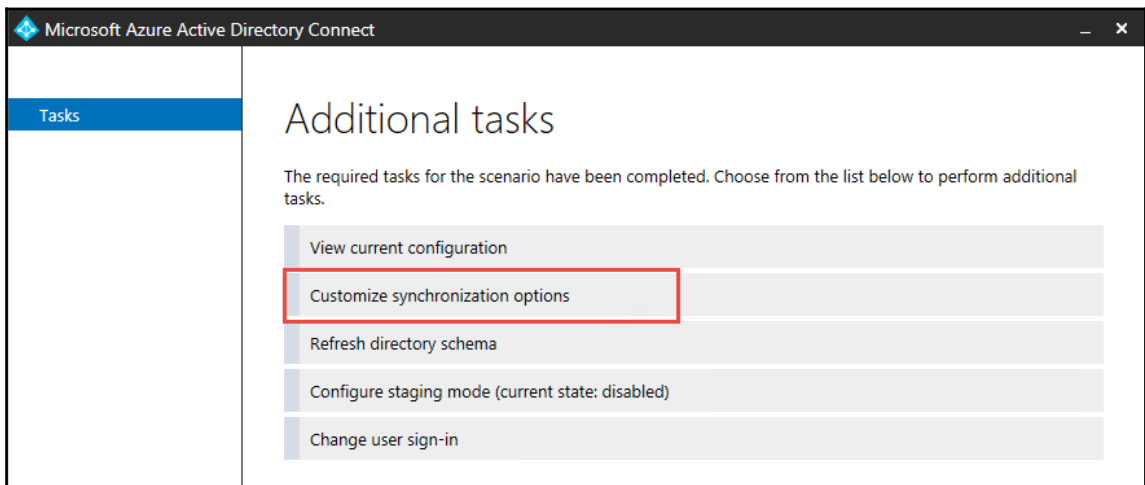 Microsoft Azure Active Directory Connect
Tasks
Additional tasks
The required tasks for the scenario have been completed. Choose from the list below to perform additional
tasks.
View current configuration
Customize synchronization options
Refresh directory schema
Configure staging mode (current state: disabled)
Change user sign-in